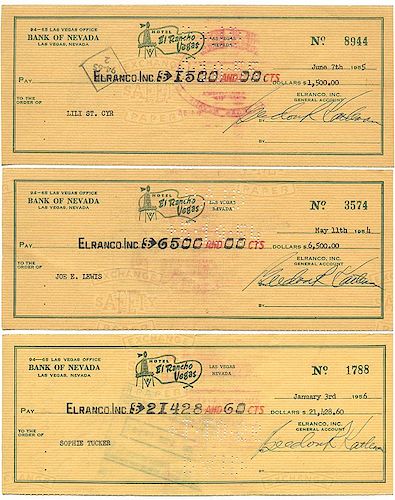 94-65 LAS VEGAS OFFICE
BANK OF NEVADA
LAS VEGAS, NEVADA
HOTEL
El Rancho
Vegas
LAS VEGAS
NEVADA
No 8944
June 7th 1955
PAY ELRANCO.INC. $1500 AND 00 CTS DOLLARS $ 1,500.00
TO THE
ORDER OF
LILI ST. CYR
ELRANCO, INC.
GENERAL ACCOUNT
BY
BY
94-65 LAS VEGAS OFFICE
BANK OF NEVADA
LAS VEGAS, NEVADA
HOTEL
El Rancho
Vegas
LAS VEGAS
NEVADA
No 3574
May 11th 1954
PAY ELRANCO.INC. $6500 AND 00 CTS DOLLARS $ 6,500.00
TO THE
ORDER OF
JOE E. LEWIS
ELRANCO, INC.
GENERAL ACCOUNT
BY
BY
94-65 LAS VEGAS OFFICE
BANK OF NEVADA
LAS VEGAS, NEVADA
HOTEL
El Rancho
Vegas
LAS VEGAS
NEVADA
No 1788
January 3rd 1956
PAY ELRANCO.INC. $21428 AND 60 CTS DOLLARS $ 21,428.60
TO THE
ORDER OF
SOPHIE TUCKER
ELRANCO, INC.
GENERAL ACCOUNT
BY
BY